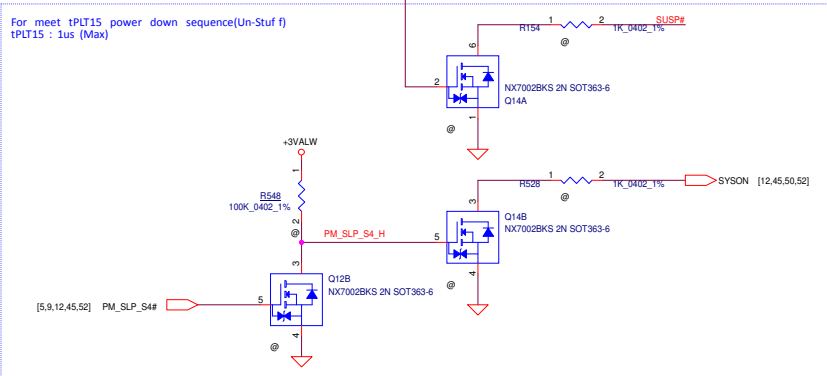 For meet tPLT15 power down sequence(Un-Stuf f)
tPLT15 : 1us (Max)
1 2 SUSP#
R154 1K_0402_1%
@
6
2
NX7002BKS 2N SOT363-6
Q14A
1
@
+3VALW
1
R548
100K_0402_1%
2
@
PM_SLP_S4_H
1 2
R528 1K_0402_1%
@
SYSON [12,45,50,52]
3
Q14B
5
NX7002BKS 2N SOT363-6
4
@
3
Q12B
NX7002BKS 2N SOT363-6
[5,9,12,45,52] PM_SLP_S4#
5
4
@